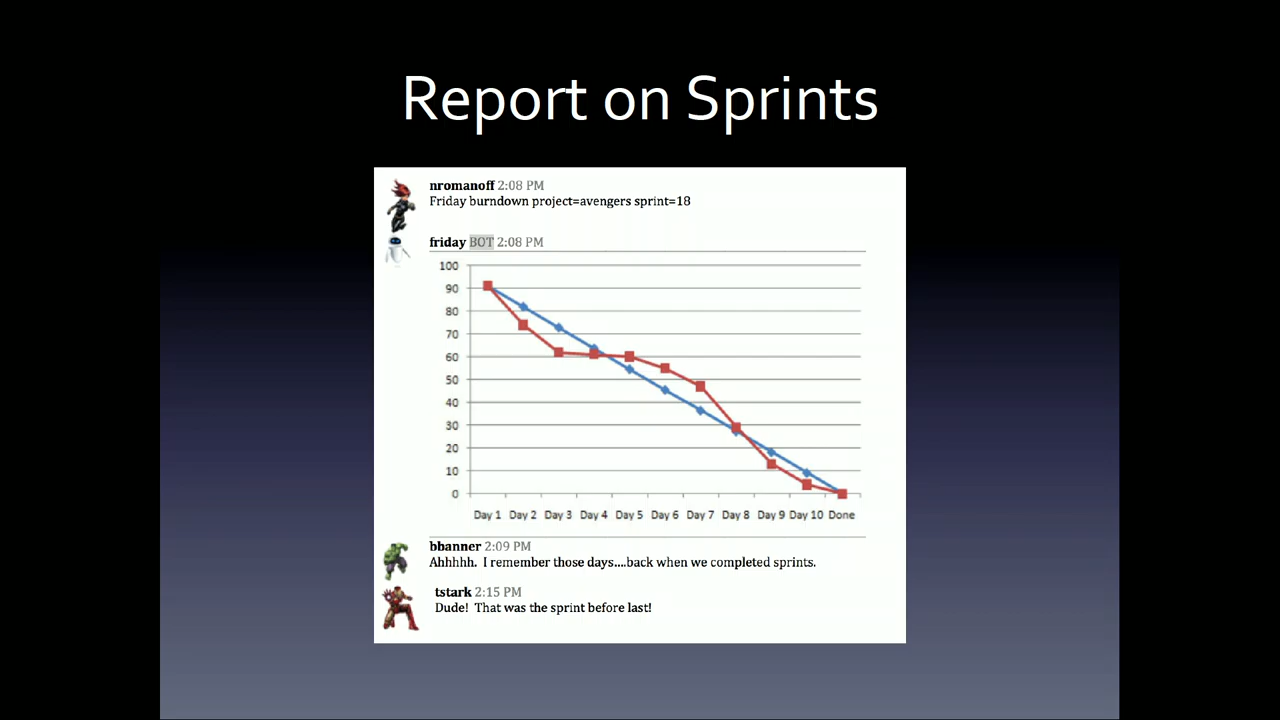 Report on Sprints
nromanoff 2:08 PM
Friday burndown project=avengers sprint=18
friday BOT 2:08 PM
100
90
80
70
60
50
40
30
20
10
0
Day 1 Day 2 Day 3 Day 4 Day 5 Day 6 Day 7 Day 8 Day 9 Day 10 Done
bbanner 2:09 PM
Ahhhhh. I remember those days....back when we completed sprints.
tstark 2:15 PM
Dude! That was the sprint before last!